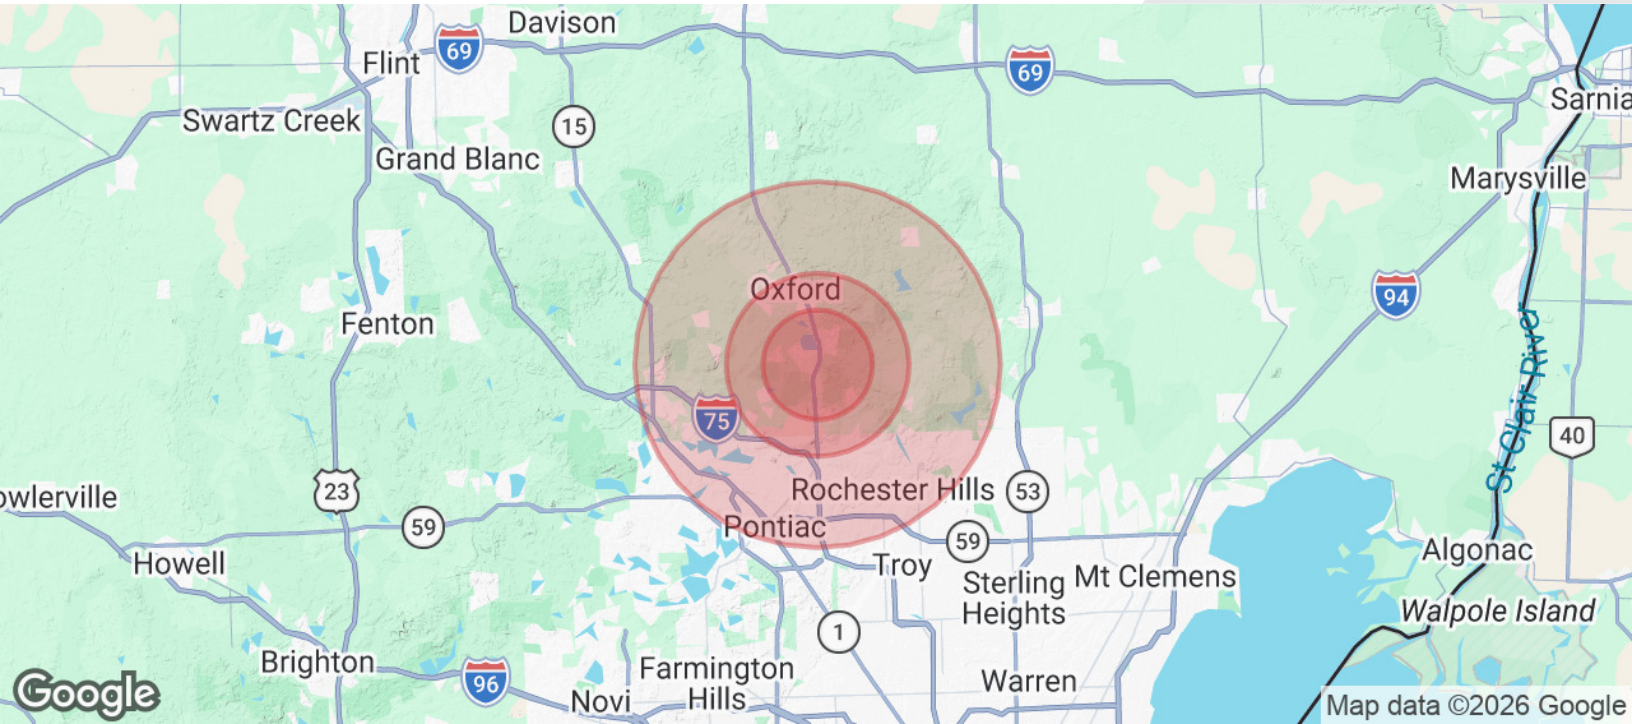 Davison
69
Flint
69
Sarnia
Swartz Creek
15
Grand Blanc
Marysville
Oxford
94
Fenton
St Clair River
75
40
23
Rochester Hills
53
owlerville
59
Pontiac
59
Howell
Troy
Algonac
Sterling
Heights
Mt Clemens
Walpole Island
1
Brighton
96
Farmington
Hills
Warren
Novi
Google
Map data ©2026 Google